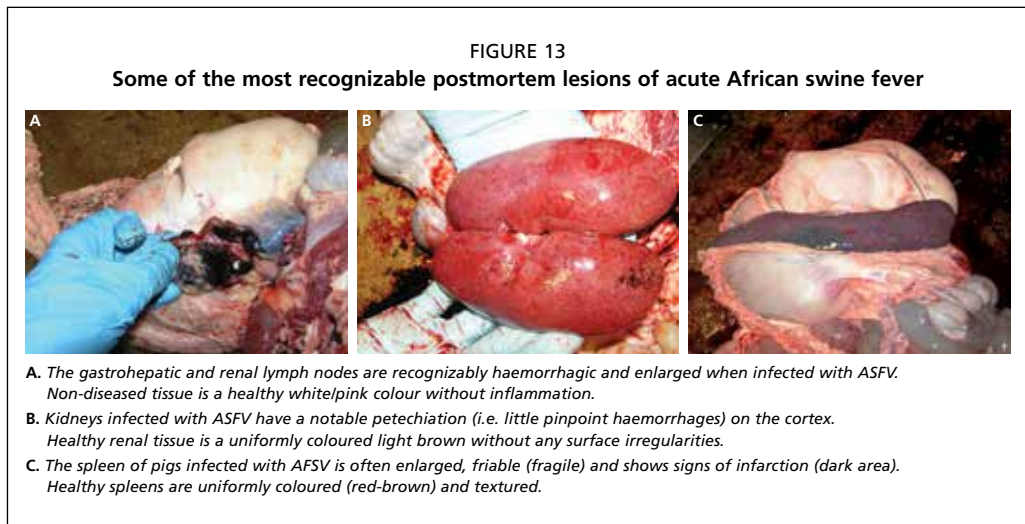 FIGURE 13
Some of the most recognizable postmortem lesions of acute African swine fever
A B C
A. The gastrohepatic and renal lymph nodes are recognizably haemorrhagic and enlarged when infected with ASFV.
Non-diseased tissue is a healthy white/pink colour without inflammation.
B. Kidneys infected with ASFV have a notable petechiation (i.e. little pinpoint haemorrhages) on the cortex.
Healthy renal tissue is a uniformly coloured light brown without any surface irregularities.
C. The spleen of pigs infected with AFSV is often enlarged, friable (fragile) and shows signs of infarction (dark area).
Healthy spleens are uniformly coloured (red-brown) and textured.